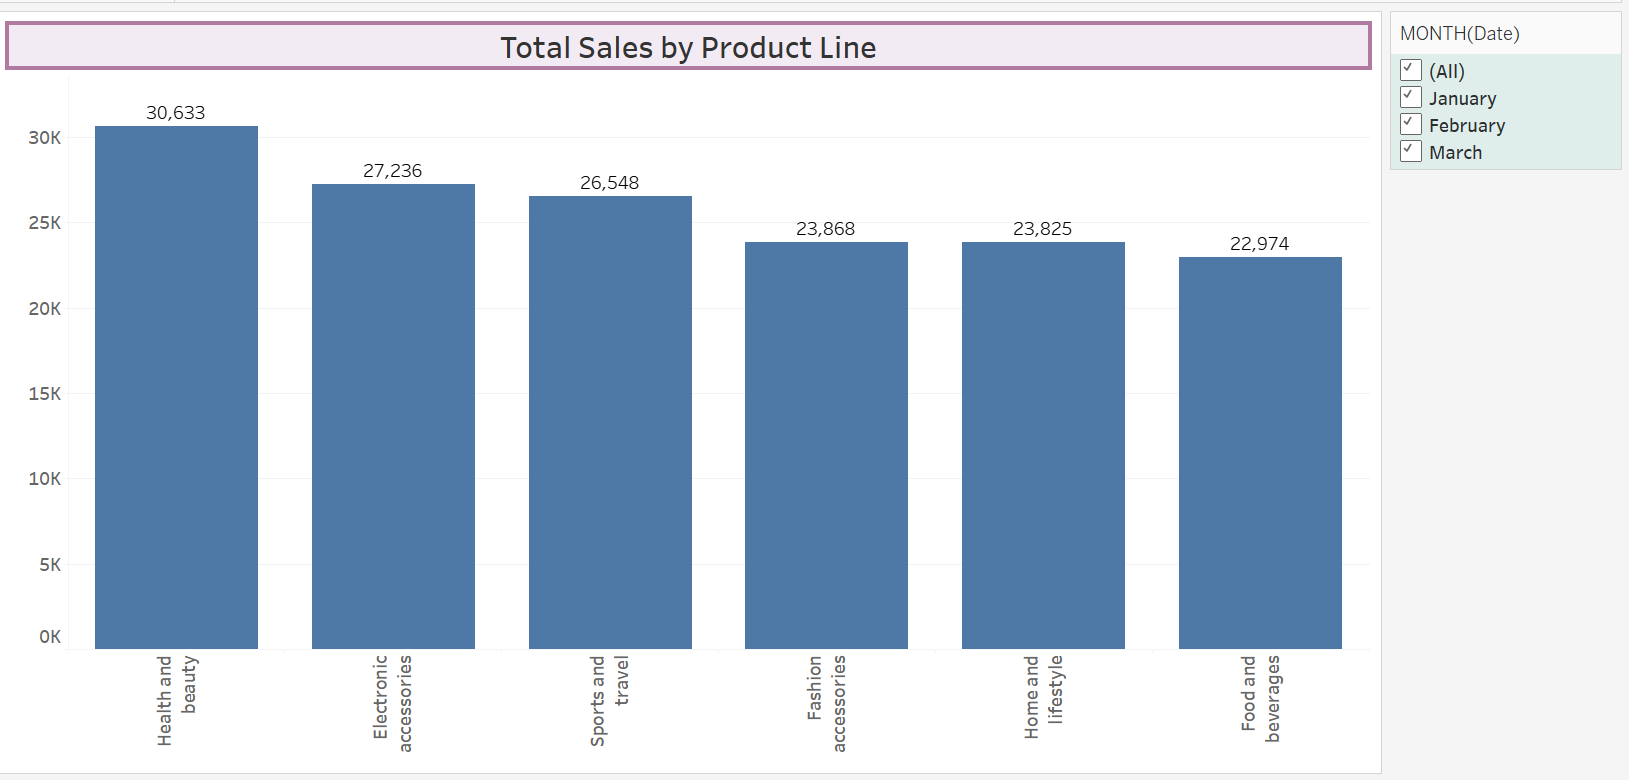 Total Sales by Product Line
MONTH(Date)
(All)
January
February
March
30K
25K
20K
15K
10K
5K
0K
30,633
27,236
26,548
23,868
23,825
22,974
Health and
beauty
Electronic
accessories
Sports and
travel
Fashion
accessories
Home and
lifestyle
Food and
beverages